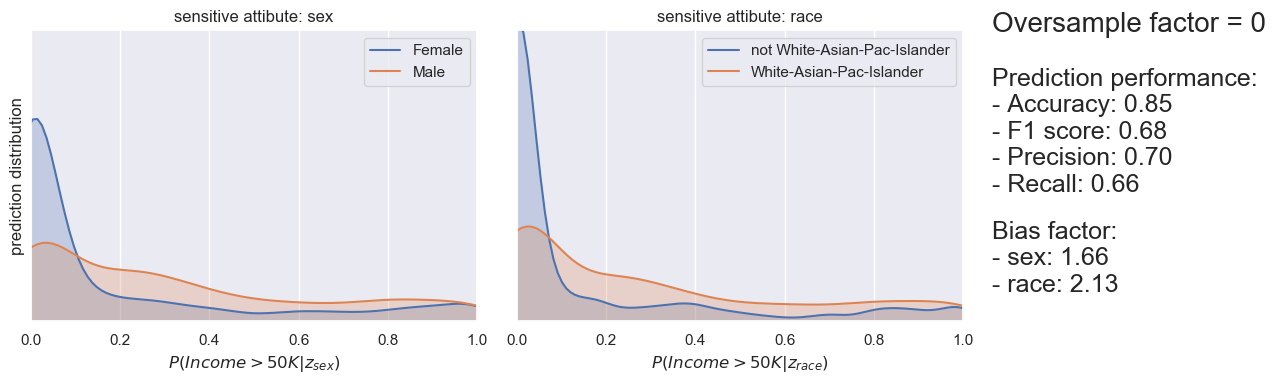 sensitive attibute: sex
Female
Male
prediction distribution
0.0 0.2 0.4 0.6 0.8 1.0
P(Income > 50K|z_sex)
sensitive attibute: race
not White-Asian-Pac-Islander
White-Asian-Pac-Islander
0.0 0.2 0.4 0.6 0.8 1.0
P(Income > 50K|z_race)
Oversample factor = 0
Prediction performance:
- Accuracy: 0.85
- F1 score: 0.68
- Precision: 0.70
- Recall: 0.66
Bias factor:
- sex: 1.66
- race: 2.13